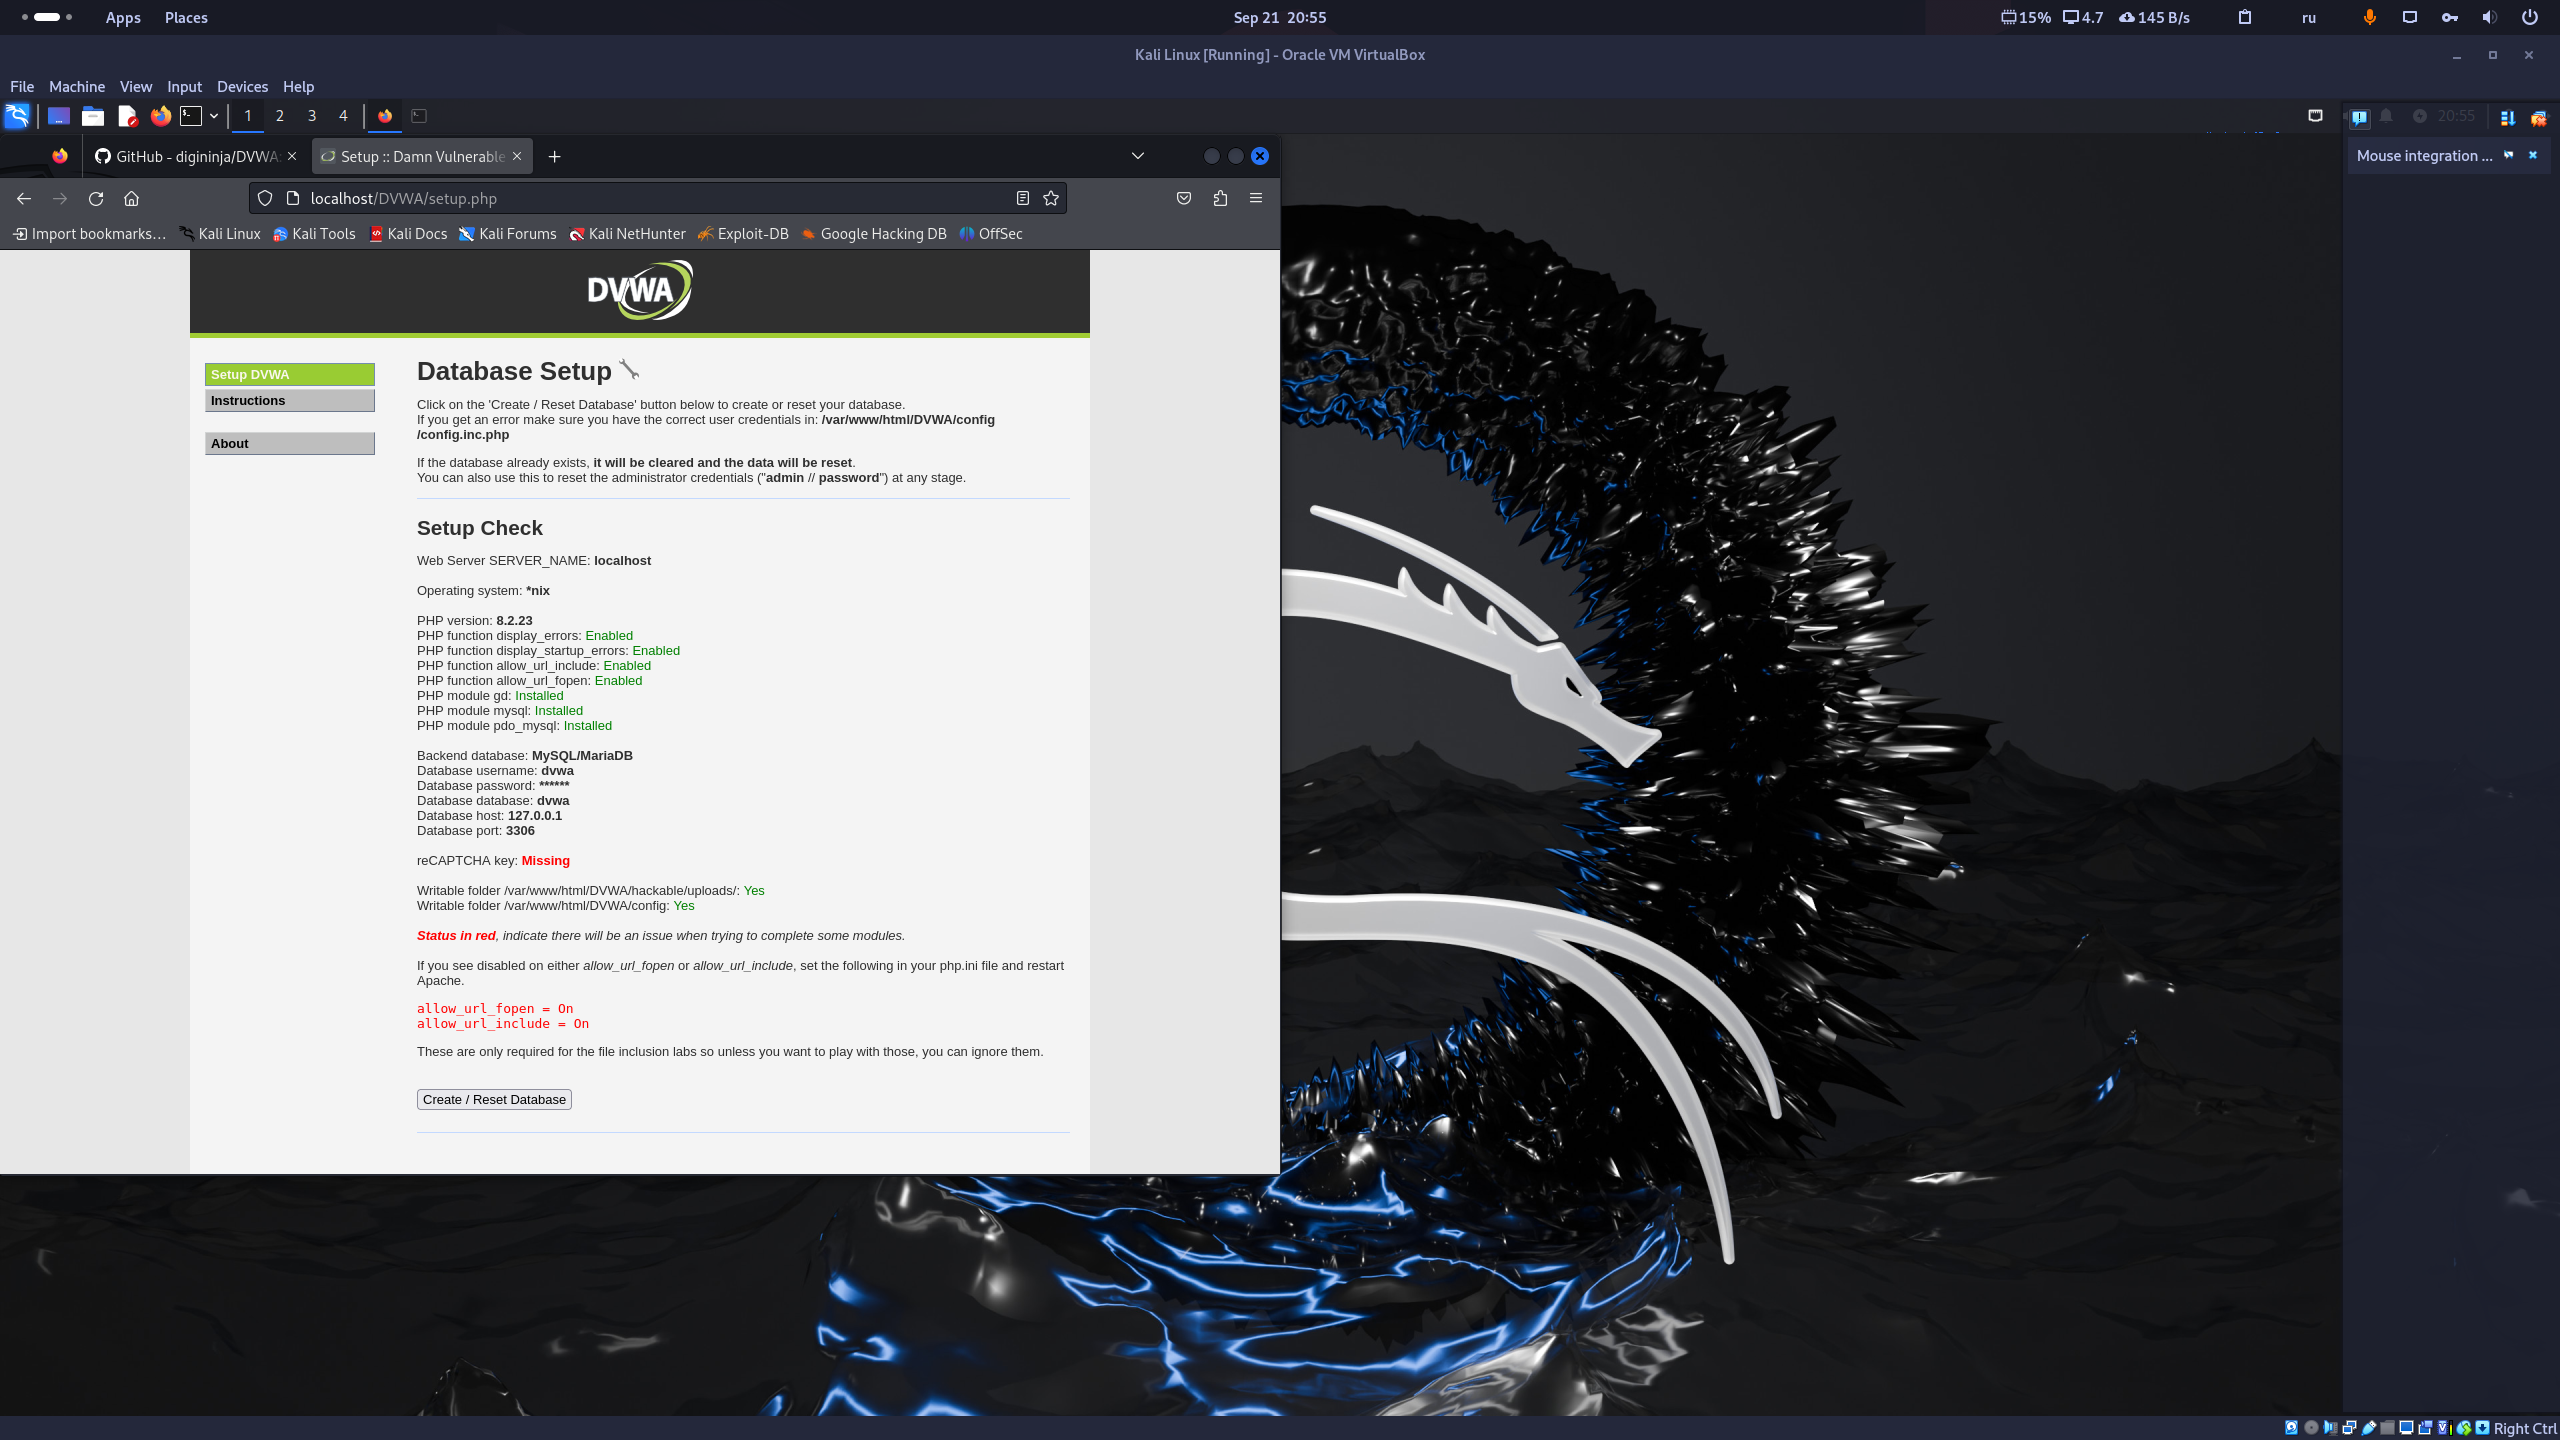 Apps Places Sep 21 20:55 15% 4.7 145 B/s ru
Kali Linux [Running] - Oracle VM VirtualBox
File Machine View Input Devices Help
1 2 3 4 20:55
GitHub - digininja/DVWA: Setup :: Damn Vulnerable
Mouse integration ...
localhost/DVWA/setup.php
Import bookmarks... Kali Linux Kali Tools Kali Docs Kali Forums Kali NetHunter Exploit-DB Google Hacking DB OffSec
DVWA
Setup DVWA
Instructions
About
Database Setup
Click on the 'Create / Reset Database' button below to create or reset your database.
If you get an error make sure you have the correct user credentials in: /var/www/html/DVWA/config
/config.inc.php
If the database already exists, it will be cleared and the data will be reset.
You can also use this to reset the administrator credentials ("admin // password") at any stage.
Setup Check
Web Server SERVER_NAME: localhost
Operating system: *nix
PHP version: 8.2.23
PHP function display_errors: Enabled
PHP function display_startup_errors: Enabled
PHP function allow_url_include: Enabled
PHP function allow_url_fopen: Enabled
PHP module gd: Installed
PHP module mysql: Installed
PHP module pdo_mysql: Installed
Backend database: MySQL/MariaDB
Database username: dvwa
Database password: ******
Database database: dvwa
Database host: 127.0.0.1
Database port: 3306
reCAPTCHA key: Missing
Writable folder /var/www/html/DVWA/hackable/uploads/: Yes
Writable folder /var/www/html/DVWA/config: Yes
Status in red, indicate there will be an issue when trying to complete some modules.
If you see disabled on either allow_url_fopen or allow_url_include, set the following in your php.ini file and restart
Apache.
allow_url_fopen = On
allow_url_include = On
These are only required for the file inclusion labs so unless you want to play with those, you can ignore them.
Create / Reset Database
Right Ctrl